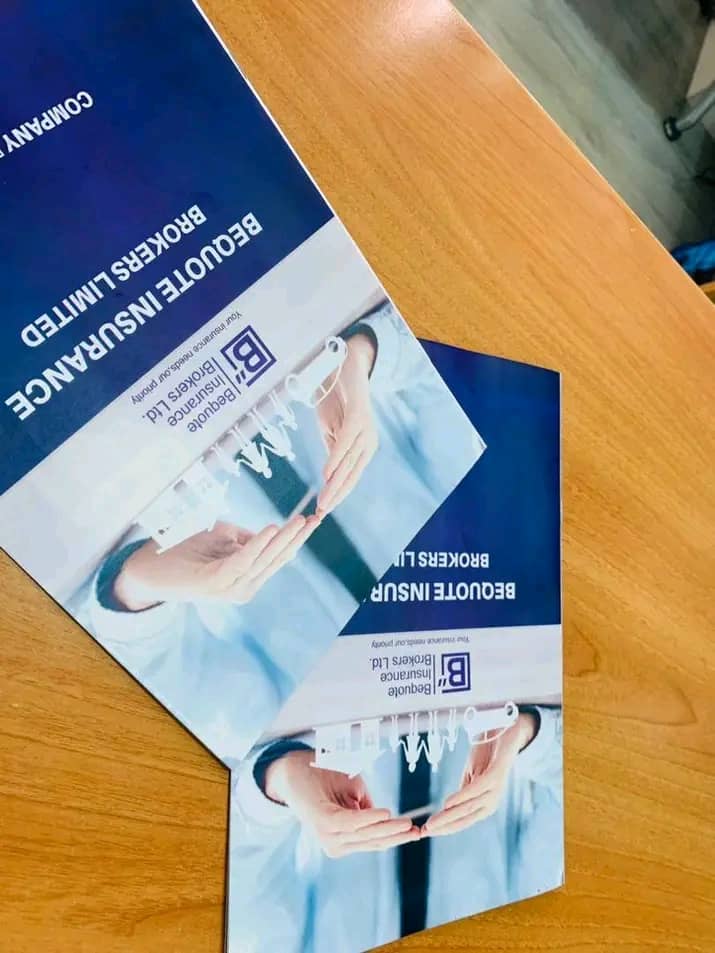 B"
Bequote
Insurance
Brokers Ltd.
Your insurance needs,our priority
BEQUOTE INSURANCE
BROKERS LIMITED
COMPANY
B"
Bequote
Insurance
Brokers Ltd.
Your insurance needs,our priority
BEQUOTE INSUR
BROKERS LI